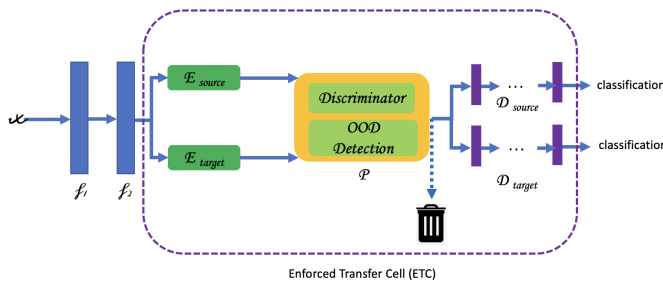 x
f₁
f₂
E source
E target
Discriminator
OOD
Detection
P
D source
D target
classification
classification
Enforced Transfer Cell (ETC)